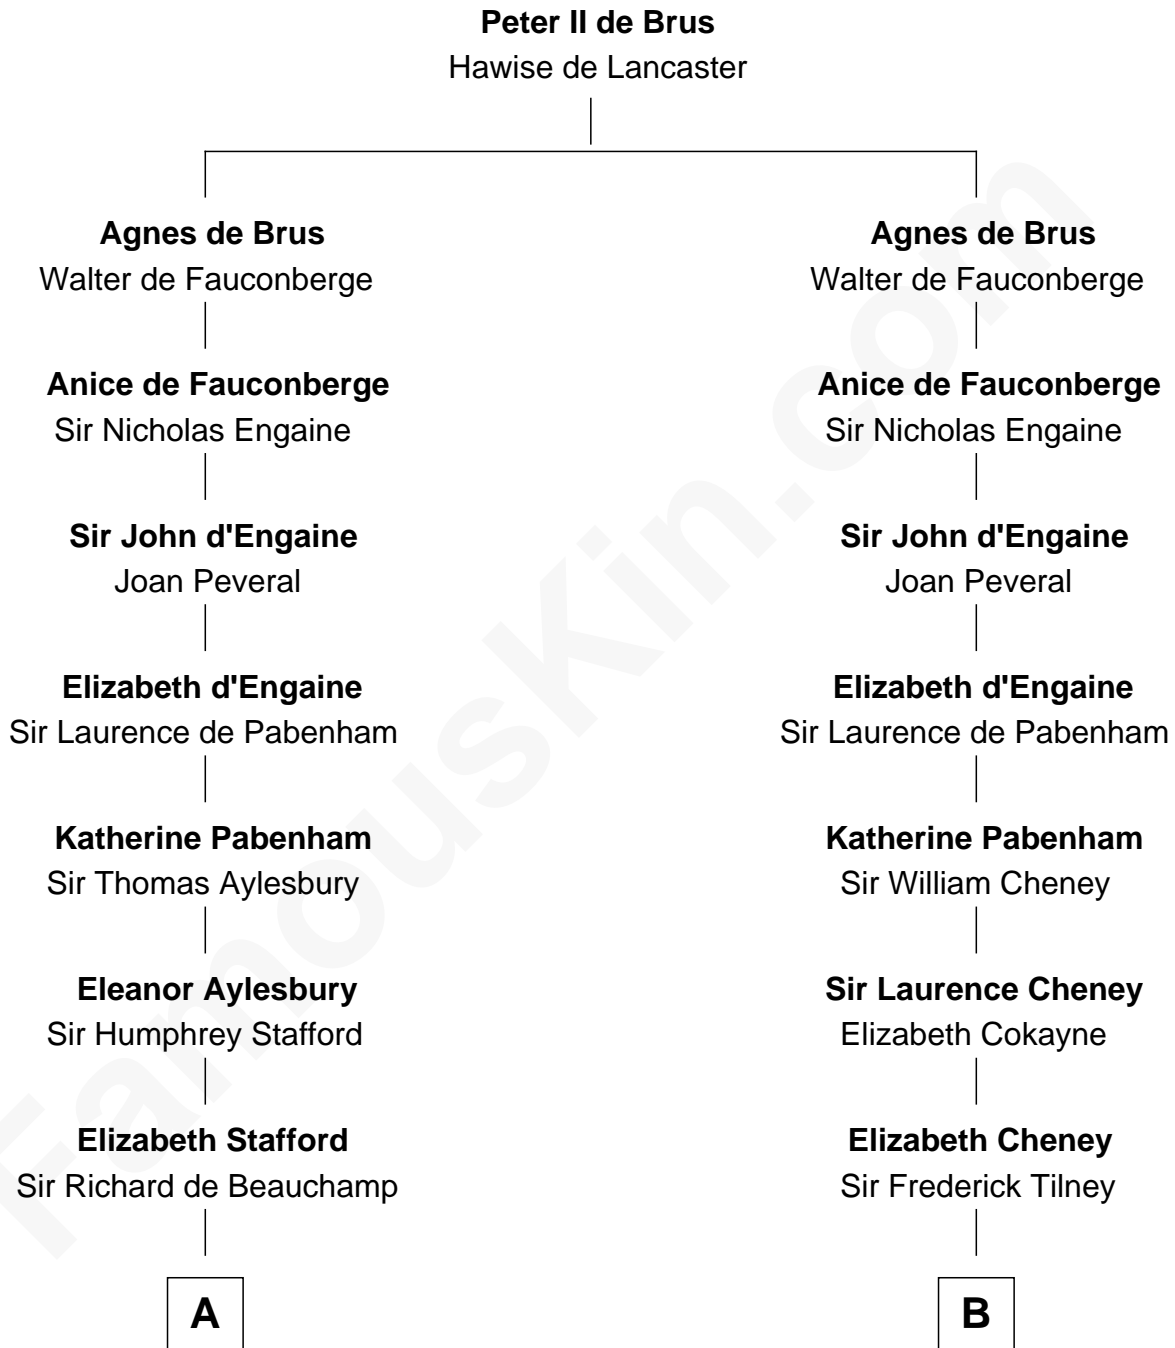 Peter II de Brus
Hawise de Lancaster
Agnes de Brus
Walter de Fauconberge
Anice de Fauconberge
Sir Nicholas Engaine
Sir John d'Engaine
Joan Peveral
Elizabeth d'Engaine
Sir Laurence de Pabenham
Katherine Pabenham
Sir Thomas Aylesbury
Eleanor Aylesbury
Sir Humphrey Stafford
Elizabeth Stafford
Sir Richard de Beauchamp
A
Agnes de Brus
Walter de Fauconberge
Anice de Fauconberge
Sir Nicholas Engaine
Sir John d'Engaine
Joan Peveral
Elizabeth d'Engaine
Sir Laurence de Pabenham
Katherine Pabenham
Sir William Cheney
Sir Laurence Cheney
Elizabeth Cokayne
Elizabeth Cheney
Sir Frederick Tilney
B
FamousKin.com